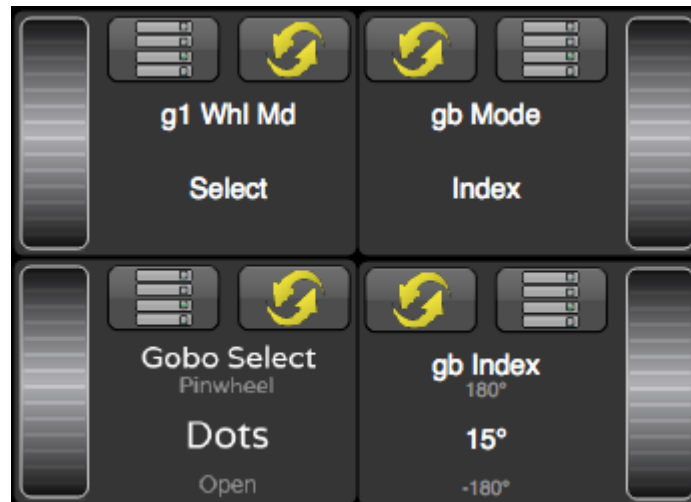 g1 Whl Md
Select
gb Mode
Index
Gobo Select
Pinwheel
Dots
Open
gb Index
180°
15°
-180°